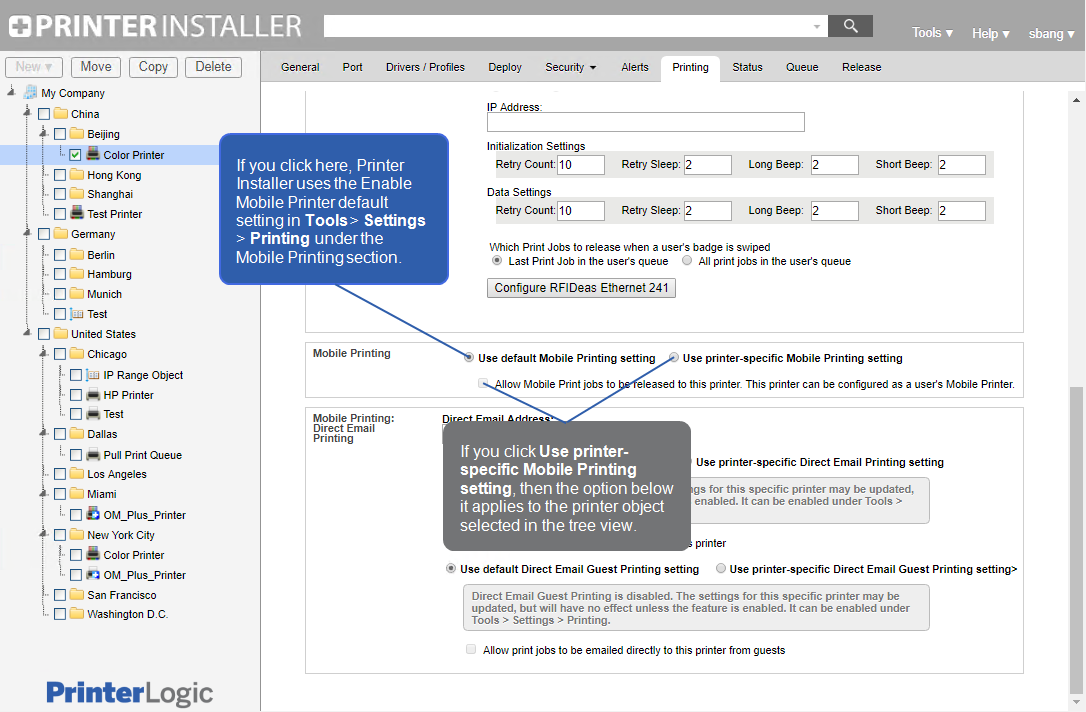 PRINTER INSTALLER
Tools ▾ Help ▾ sbang ▾
New ▾ Move Copy Delete
General Port Drivers / Profiles Deploy Security ▾ Alerts Printing Status Queue Release
My Company
China
Beijing
Color Printer
Hong Kong
Shanghai
Test Printer
Germany
Berlin
Hamburg
Munich
Test
United States
Chicago
IP Range Object
HP Printer
Test
Dallas
Pull Print Queue
Los Angeles
Miami
OM_Plus_Printer
New York City
Color Printer
OM_Plus_Printer
San Francisco
Washington D.C.
PrinterLogic
IP Address:
Initialization Settings
Retry Count: 10 Retry Sleep: 2 Long Beep: 2 Short Beep: 2
Data Settings
Retry Count: 10 Retry Sleep: 2 Long Beep: 2 Short Beep: 2
Which Print Jobs to release when a user's badge is swiped
Last Print Job in the user's queue All print jobs in the user's queue
Configure RFIDeas Ethernet 241
If you click here, Printer
Installer uses the Enable
Mobile Printer default
setting in Tools > Settings
> Printing under the
Mobile Printing section.
Mobile Printing
Use default Mobile Printing setting Use printer-specific Mobile Printing setting
Allow Mobile Print jobs to be released to this printer. This printer can be configured as a user's Mobile Printer.
Mobile Printing:
Direct Email
Printing
Direct Email Address:
If you click Use printer-
specific Mobile Printing
setting, then the option below
it applies to the printer object
selected in the tree view.
Use printer-specific Direct Email Printing setting
ngs for this specific printer may be updated,
enabled. It can be enabled under Tools >
s printer
Use default Direct Email Guest Printing setting Use printer-specific Direct Email Guest Printing setting>
Direct Email Guest Printing is disabled. The settings for this specific printer may be
updated, but will have no effect unless the feature is enabled. It can be enabled under
Tools > Settings > Printing.
Allow print jobs to be emailed directly to this printer from guests